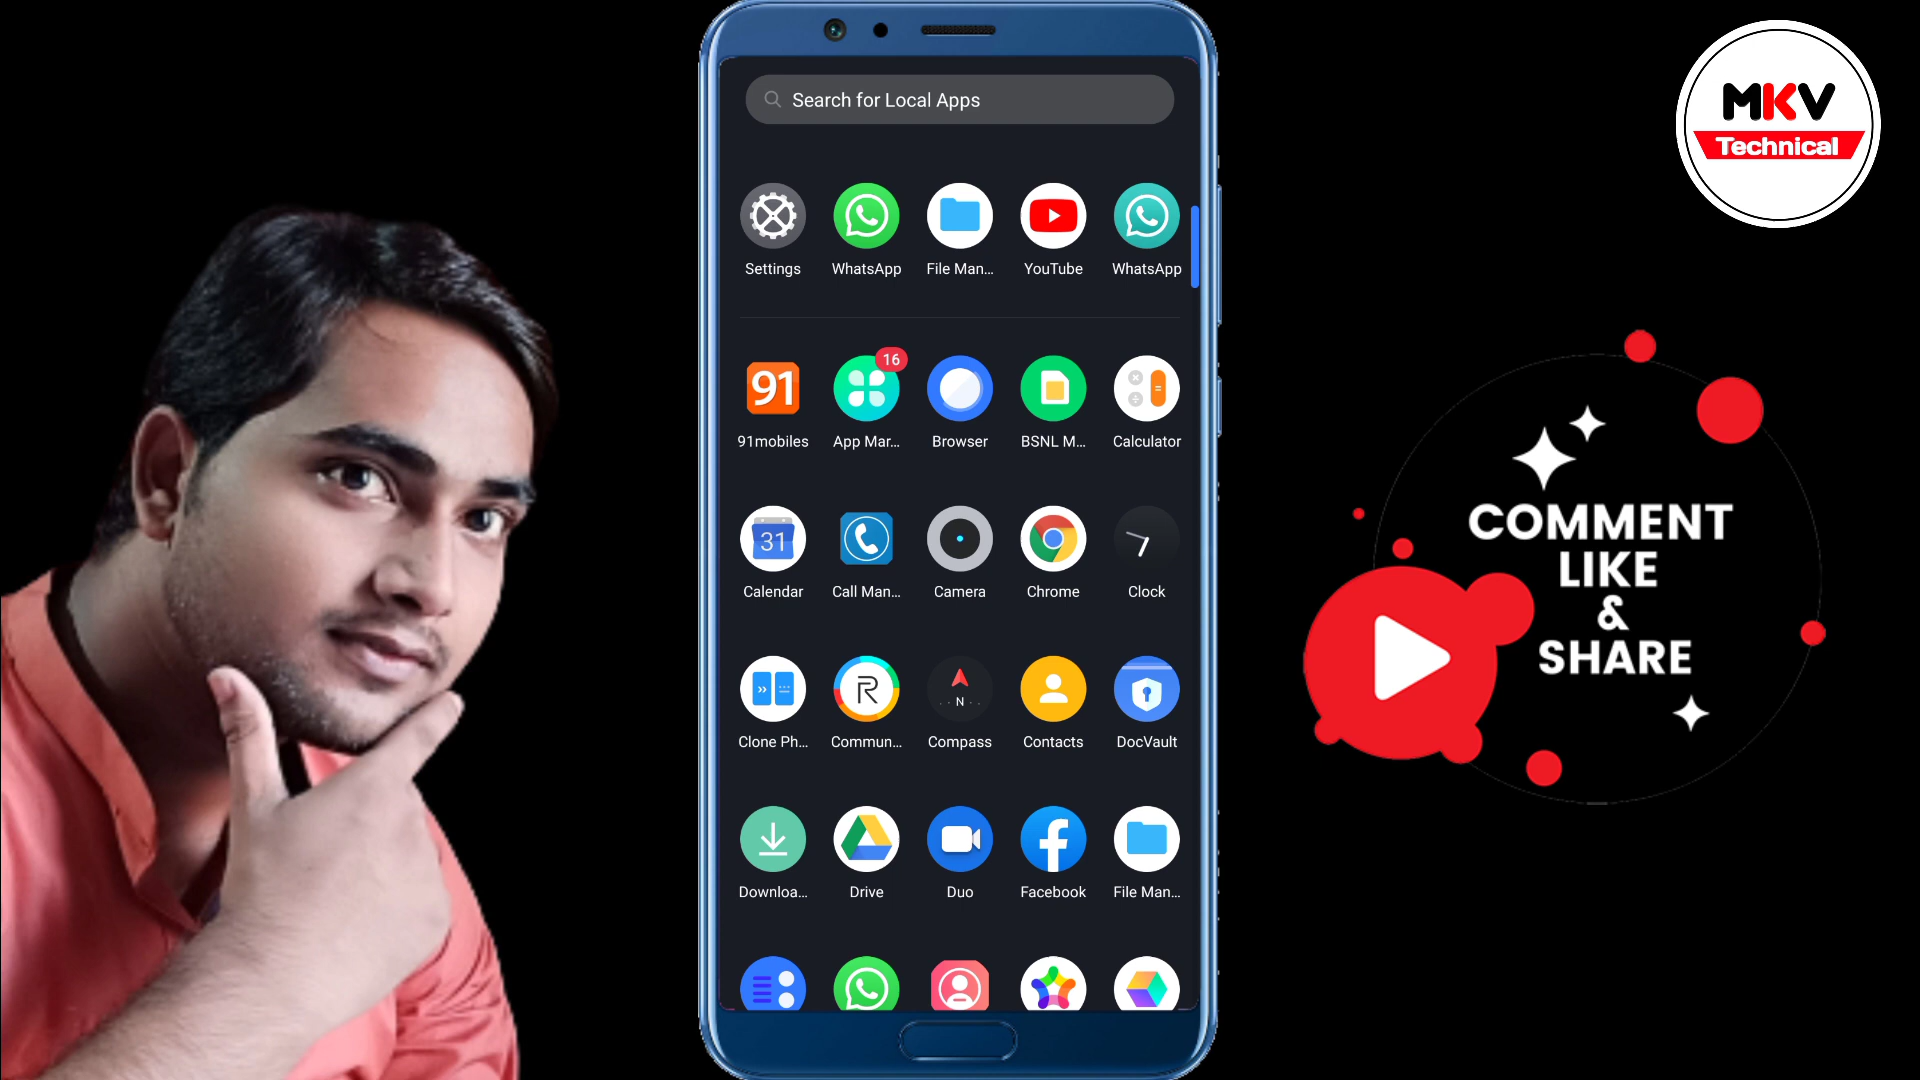 Search for Local Apps
MKV
Technical
Settings
WhatsApp
File Man...
YouTube
WhatsApp
91
16
91mobiles
App Mar...
Browser
BSNL M...
Calculator
31
Calendar
Call Man...
Camera
Chrome
Clock
R
N
Clone Ph...
Commun...
Compass
Contacts
DocVault
Downloa...
Drive
Duo
Facebook
File Man...
COMMENT
LIKE
&
SHARE